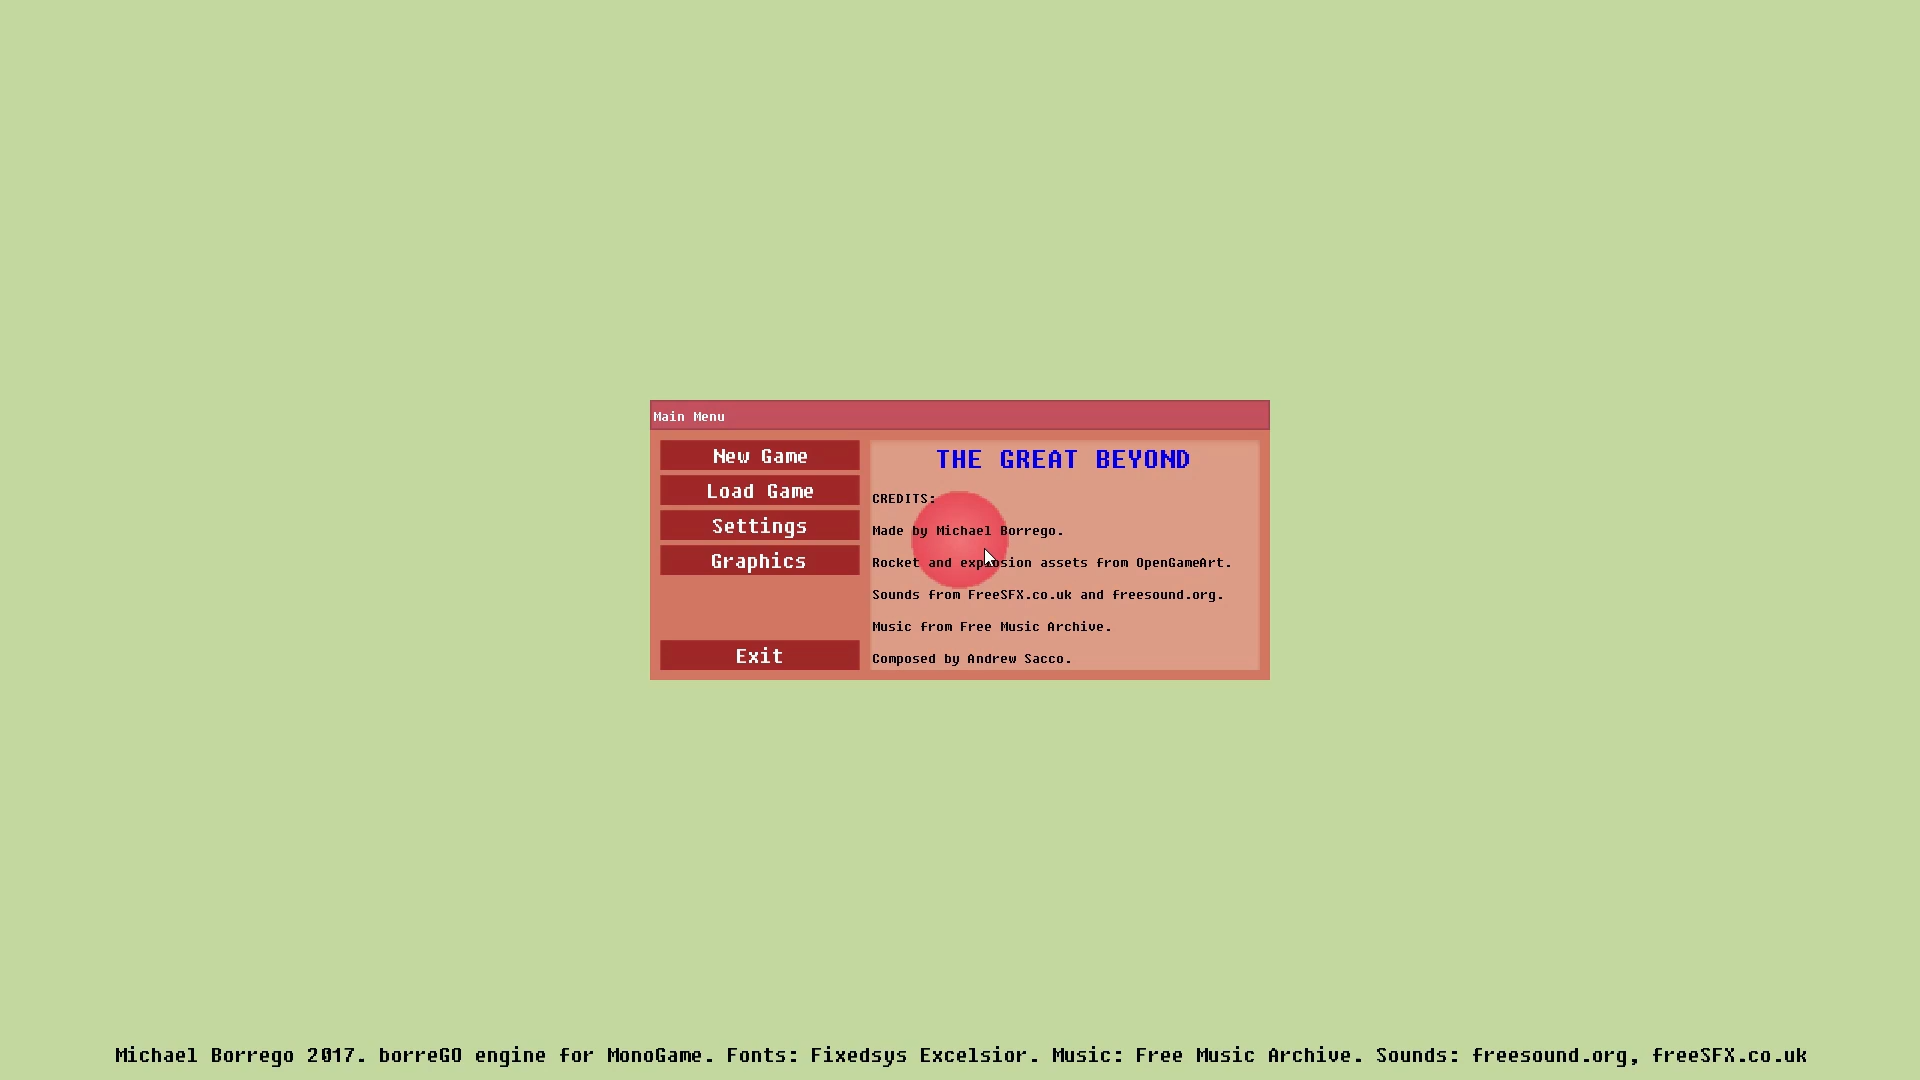 Main Menu
New Game
Load Game
Settings
Graphics
Exit
THE GREAT BEYOND
CREDITS:
Made by Michael Borrego.
Rocket and explosion assets from OpenGameArt.
Sounds from FreeSFX.co.uk and freesound.org.
Music from Free Music Archive.
Composed by Andrew Sacco.
Michael Borrego 2017. borreGO engine for MonoGame. Fonts: Fixedsys Excelsior. Music: Free Music Archive. Sounds: freesound.org, freeSFX.co.uk